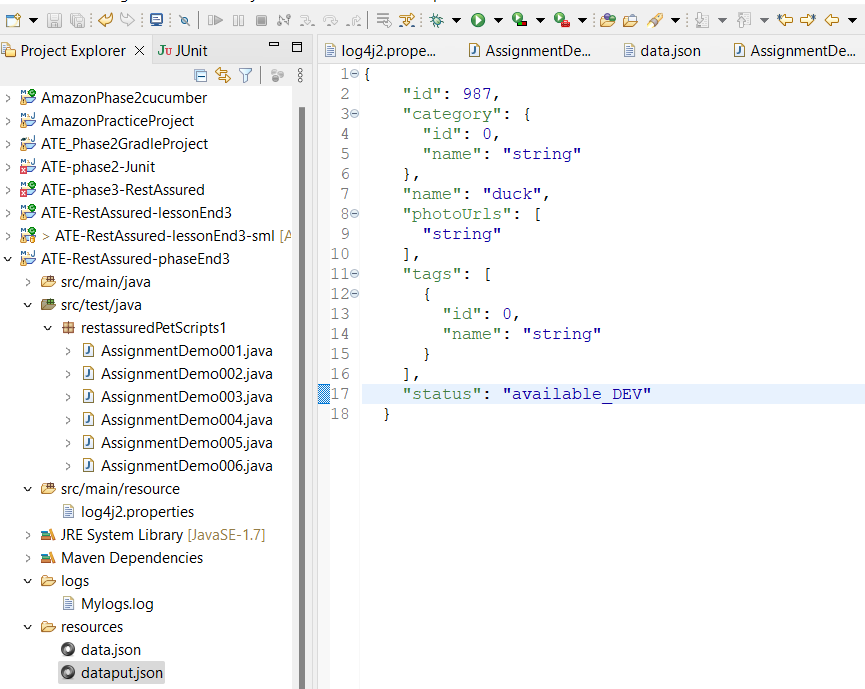 Project Explorer
JUnit
log4j2.prope...
AssignmentDe...
data.json
AssignmentDe...
AmazonPhase2cucumber
AmazonPracticeProject
ATE_Phase2GradleProject
ATE-phase2-Junit
ATE-phase3-RestAssured
ATE-RestAssured-lessonEnd3
> ATE-RestAssured-lessonEnd3-sml [A
ATE-RestAssured-phaseEnd3
src/main/java
src/test/java
restassuredPetScripts1
AssignmentDemo001.java
AssignmentDemo002.java
AssignmentDemo003.java
AssignmentDemo004.java
AssignmentDemo005.java
AssignmentDemo006.java
src/main/resource
log4j2.properties
JRE System Library [JavaSE-1.7]
Maven Dependencies
logs
Mylogs.log
resources
data.json
dataput.json
1 {
2 "id": 987,
3 "category": {
4 "id": 0,
5 "name": "string"
6 },
7 "name": "duck",
8 "photoUrls": [
9 "string"
10 ],
11 "tags": [
12 {
13 "id": 0,
14 "name": "string"
15 }
16 ],
17 "status": "available_DEV"
18 }